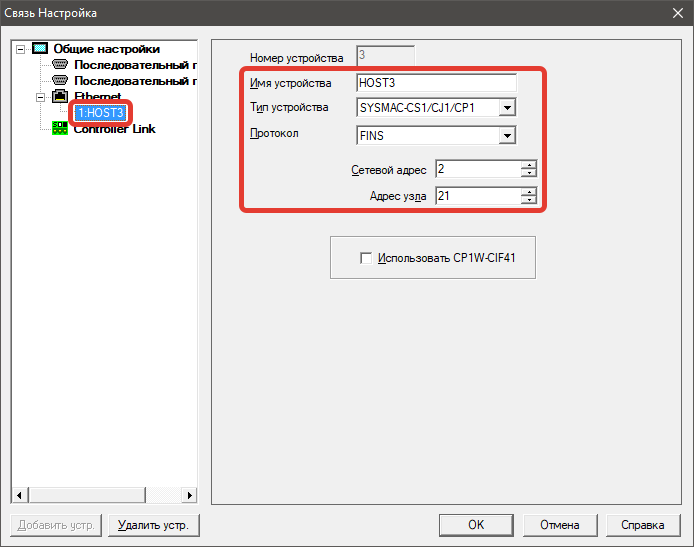 Связь Настройка
Общие настройки
Последовательный г
Последовательный г
Ethernet
1:HOST3
Controller Link
Номер устройства 3
Имя устройства HOST3
Тип устройства SYSMAC-CS1/CJ1/CP1
Протокол FINS
Сетевой адрес 2
Адрес узла 21
Использовать CP1W-CIF41
Добавить устр. Удалить устр. OK Отмена Справка